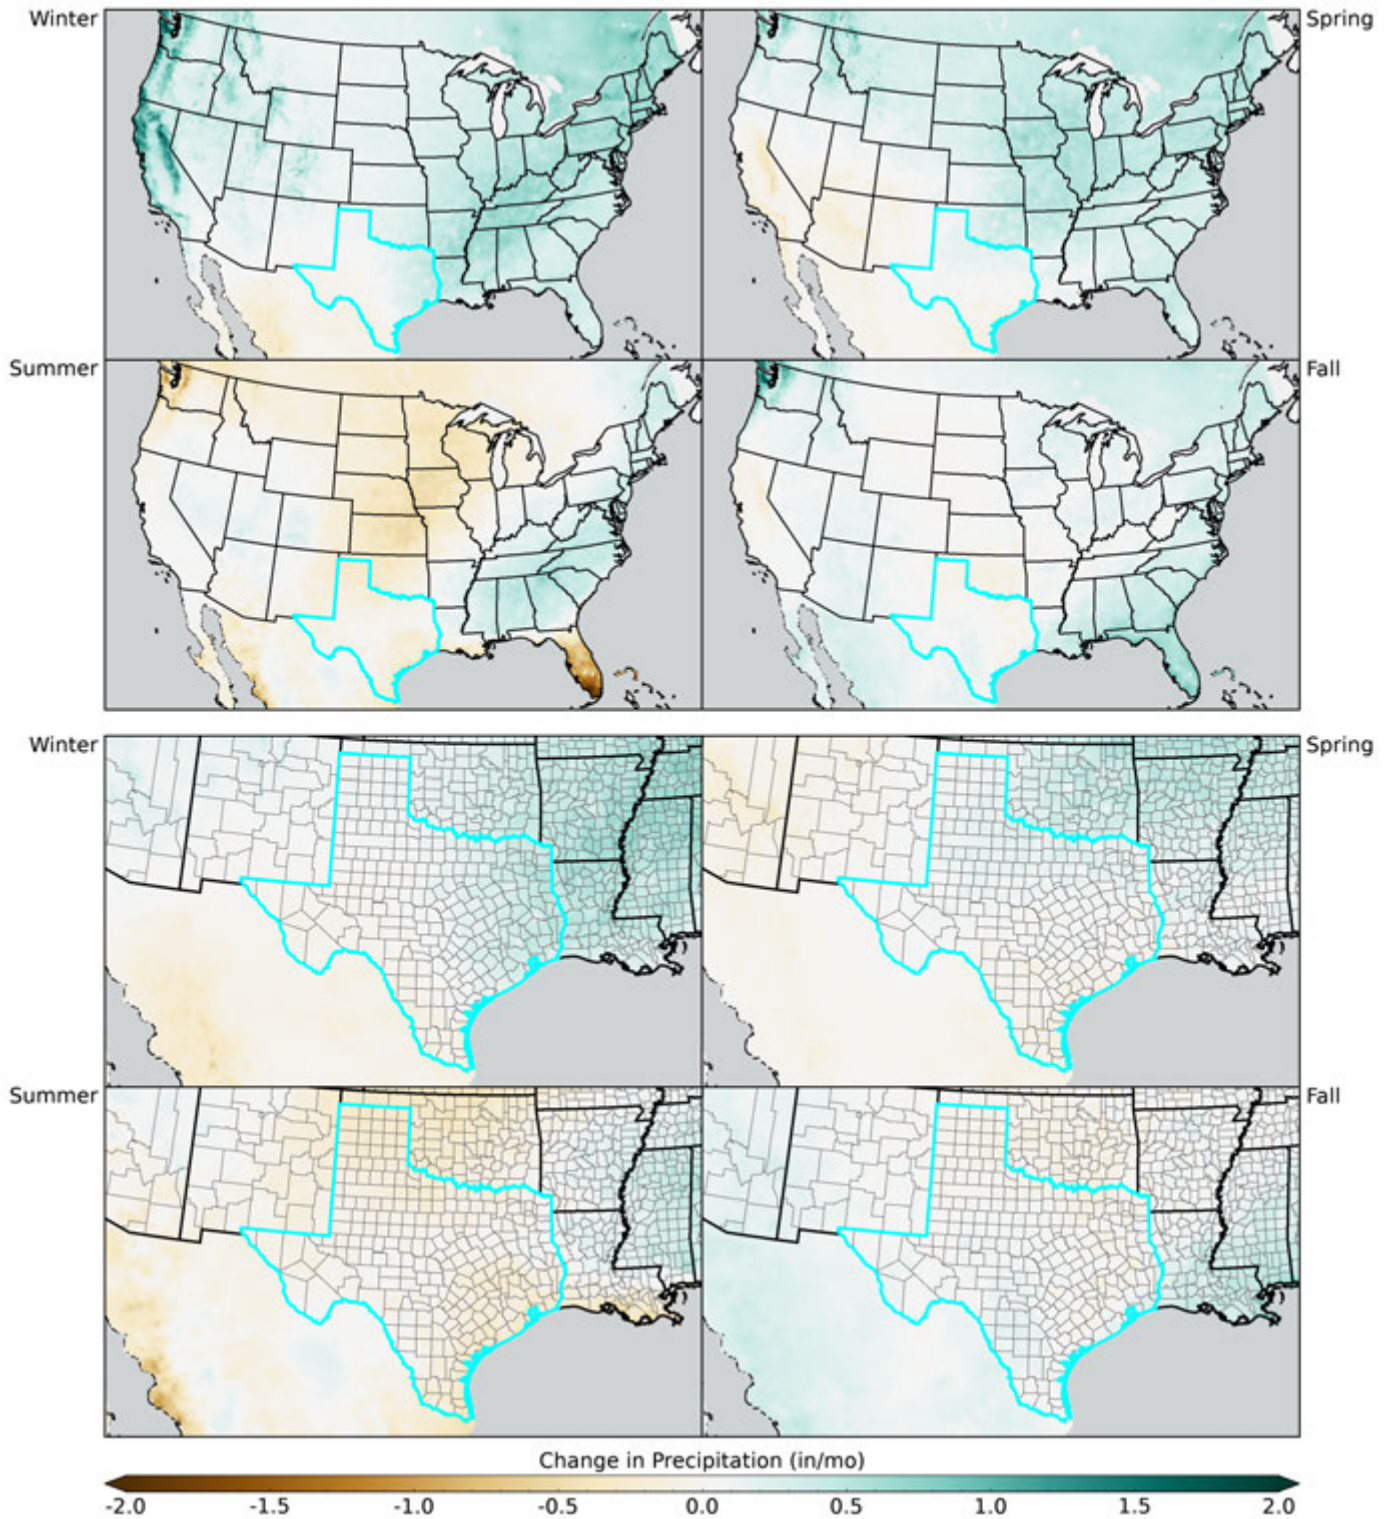 Winter
Spring
Summer
Fall
Winter
Spring
Summer
Fall
Change in Precipitation (in/mo)
-2.0 -1.5 -1.0 -0.5 0.0 0.5 1.0 1.5 2.0